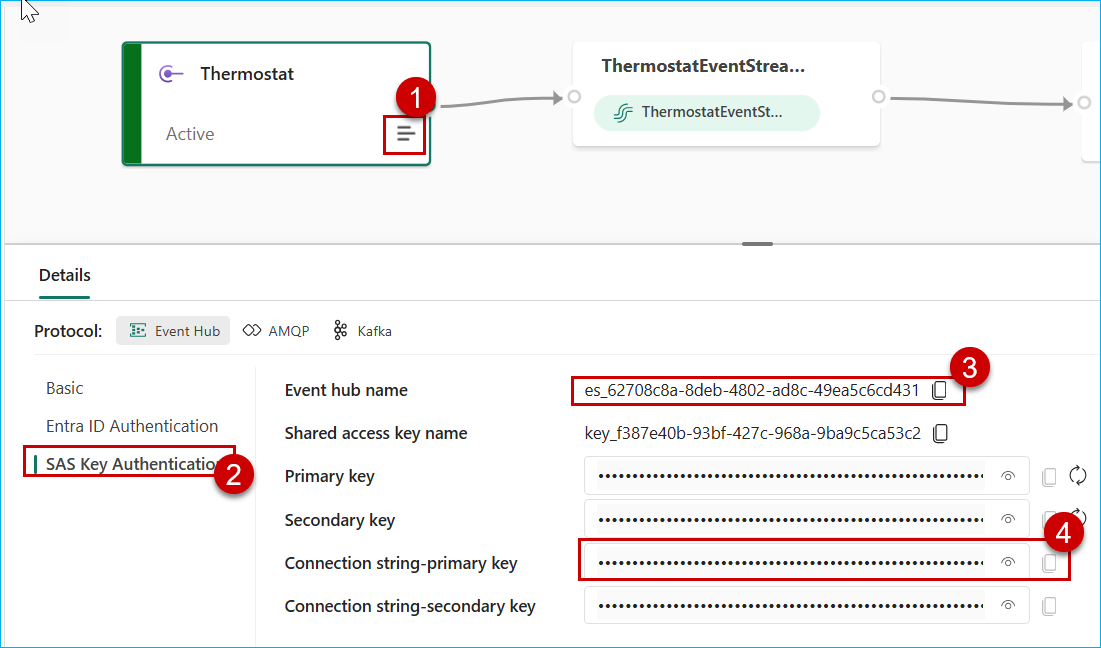 Thermostat
1
Active
ThermostatEventStrea...
ThermostatEventSt...
Details
Protocol:
Event Hub
AMQP
Kafka
Basic
Entra ID Authentication
SAS Key Authenticatio
2
Event hub name
es_62708c8a-8deb-4802-ad8c-49ea5c6cd431
3
Shared access key name
key_f387e40b-93bf-427c-968a-9ba9c5ca53c2
Primary key
Secondary key
Connection string-primary key
4
Connection string-secondary key